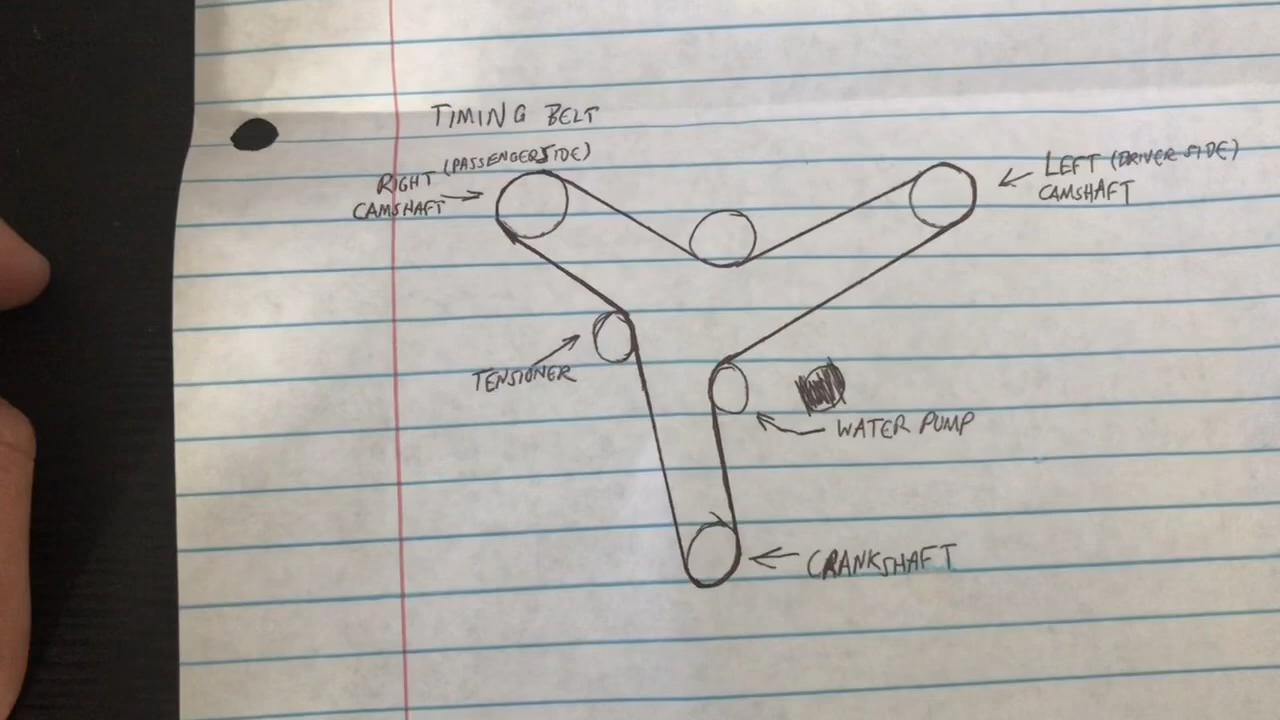 TIMING BELT
RIGHT (PASSENGER SIDE)
CAMSHAFT
LEFT (DRIVER SIDE)
CAMSHAFT
TENSIONER
WATER PUMP
CRANKSHAFT